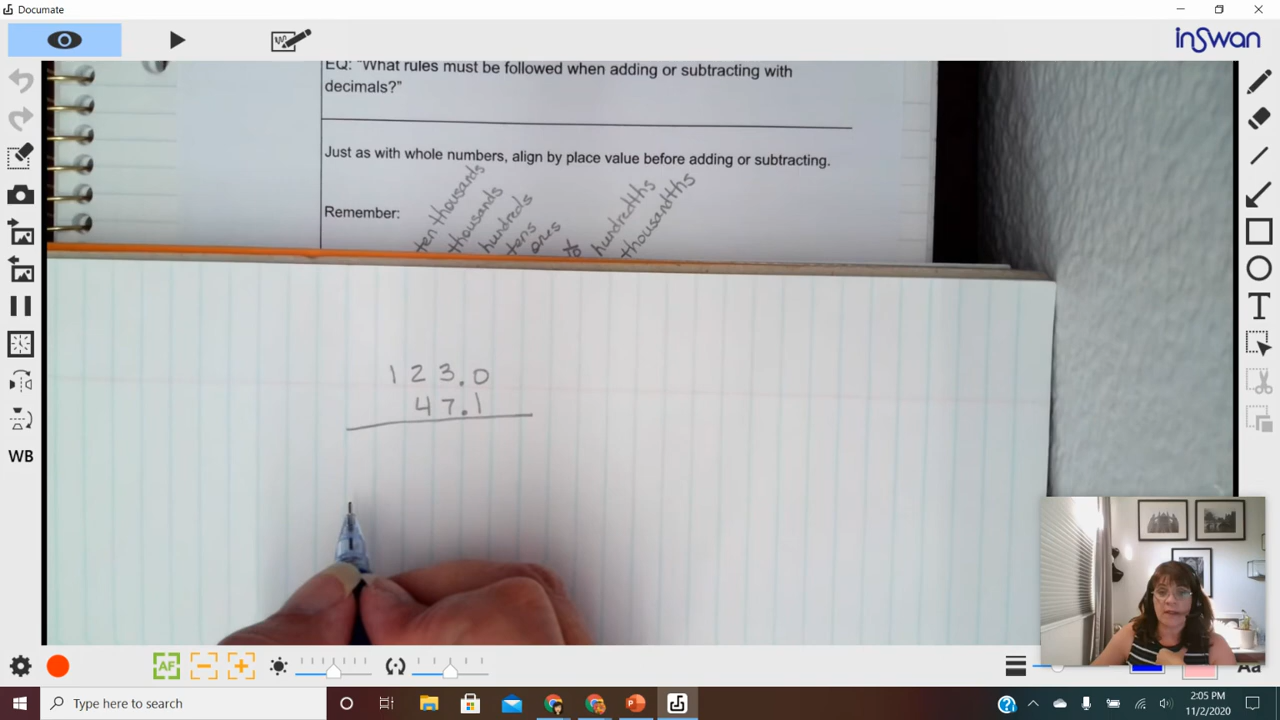 Documate
inSwan
EQ: "What rules must be followed when adding or subtracting with
decimals?"
Just as with whole numbers, align by place value before adding or subtracting.
Remember:
ten thousands
thousands
hundreds
tens
ones
hundredths
thousandths
123.0
47.1
T
WB
AF
Aa
Type here to search
2:05 PM
11/2/2020